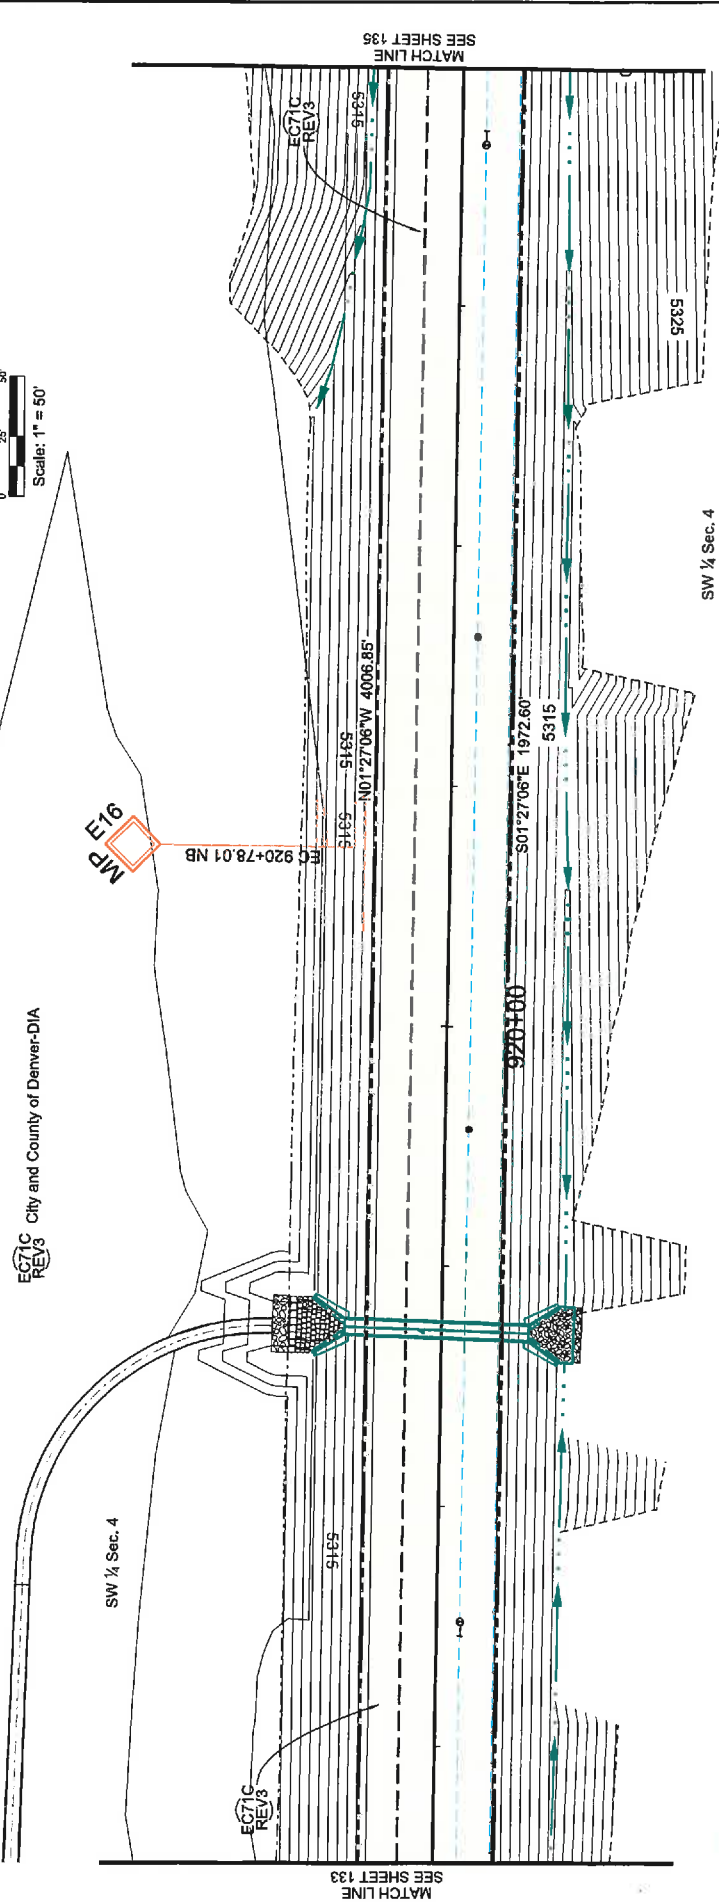 MATCH LINE
SEE SHEET 135
EC71C
REV3
5315
0 25' 50'
Scale: 1" = 50'
5325
SW ¼ Sec. 4
N01°27'06"W 4006.85'
5315
5315
S01°27'06"E 1972.60'
5315
MP E16
EC 920+78.01 NB
920+00
EC71C
REV3
City and County of Denver-DIA
SW ¼ Sec. 4
5315
EC71C
REV3
MATCH LINE
SEE SHEET 133